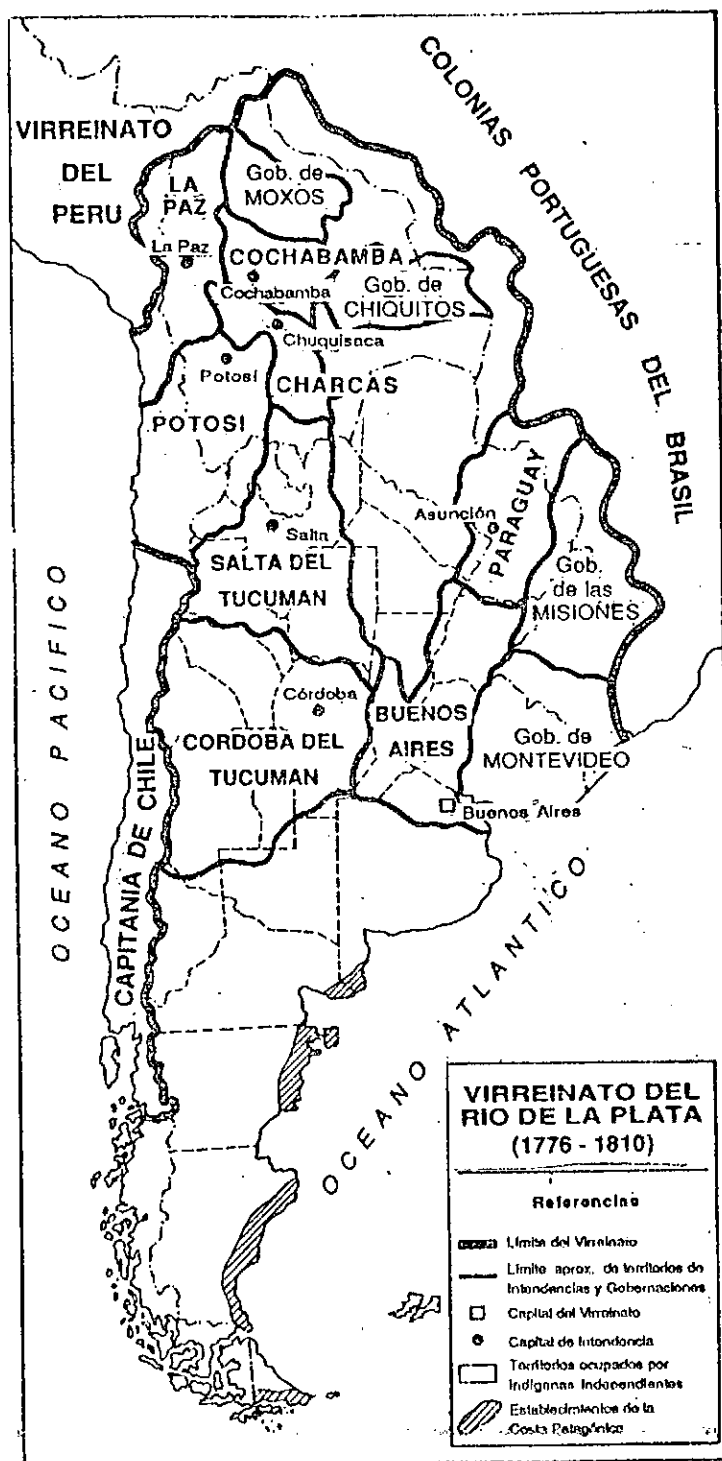 COLONIAS PORTUGUESAS DEL BRASIL
VIRREINATO
DEL
PERU
LA
PAZ
La Paz
Gob. de
MOXOS
COCHABAMBA
Cochabamba
Gob. de
CHIQUITOS
Chuquisaca
Potosí
CHARCAS
POTOSI
Asunción
PARAGUAY
Salta
SALTA DEL
TUCUMAN
Gob.
de las
MISIONES
OCEANO PACIFICO
Córdoba
CORDOBA DEL
TUCUMAN
BUENOS
AIRES
Gob. de
MONTEVIDEO
Buenos Aires
CAPITANIA DE CHILE
OCEANO ATLANTICO
VIRREINATO DEL
RIO DE LA PLATA
(1776 - 1810)
Referencias
Límite del Virreinato
Límite aprox. de territorios de
Intendencias y Gobernaciones
Capital del Virreinato
Capital de Intendencia
Territorios ocupados por
Indígenas Independientes
Establecimientos de la
Costa Patagónica